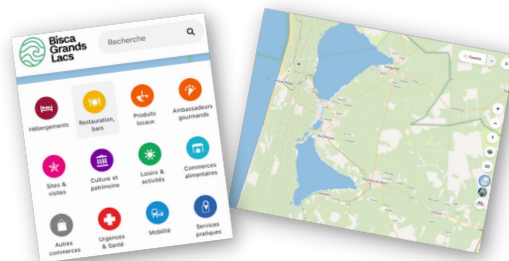 Bisca
Grands
Lacs
Recherche
Hébergements
Restauration,
bars
Produits
locaux
Ambassadeurs
gourmands
Sites &
visites
Culture et
patrimoine
Loisirs &
activités
Commerces
alimentaires
Autres
commerces
Urgences
& Santé
Mobilité
Services
pratiques